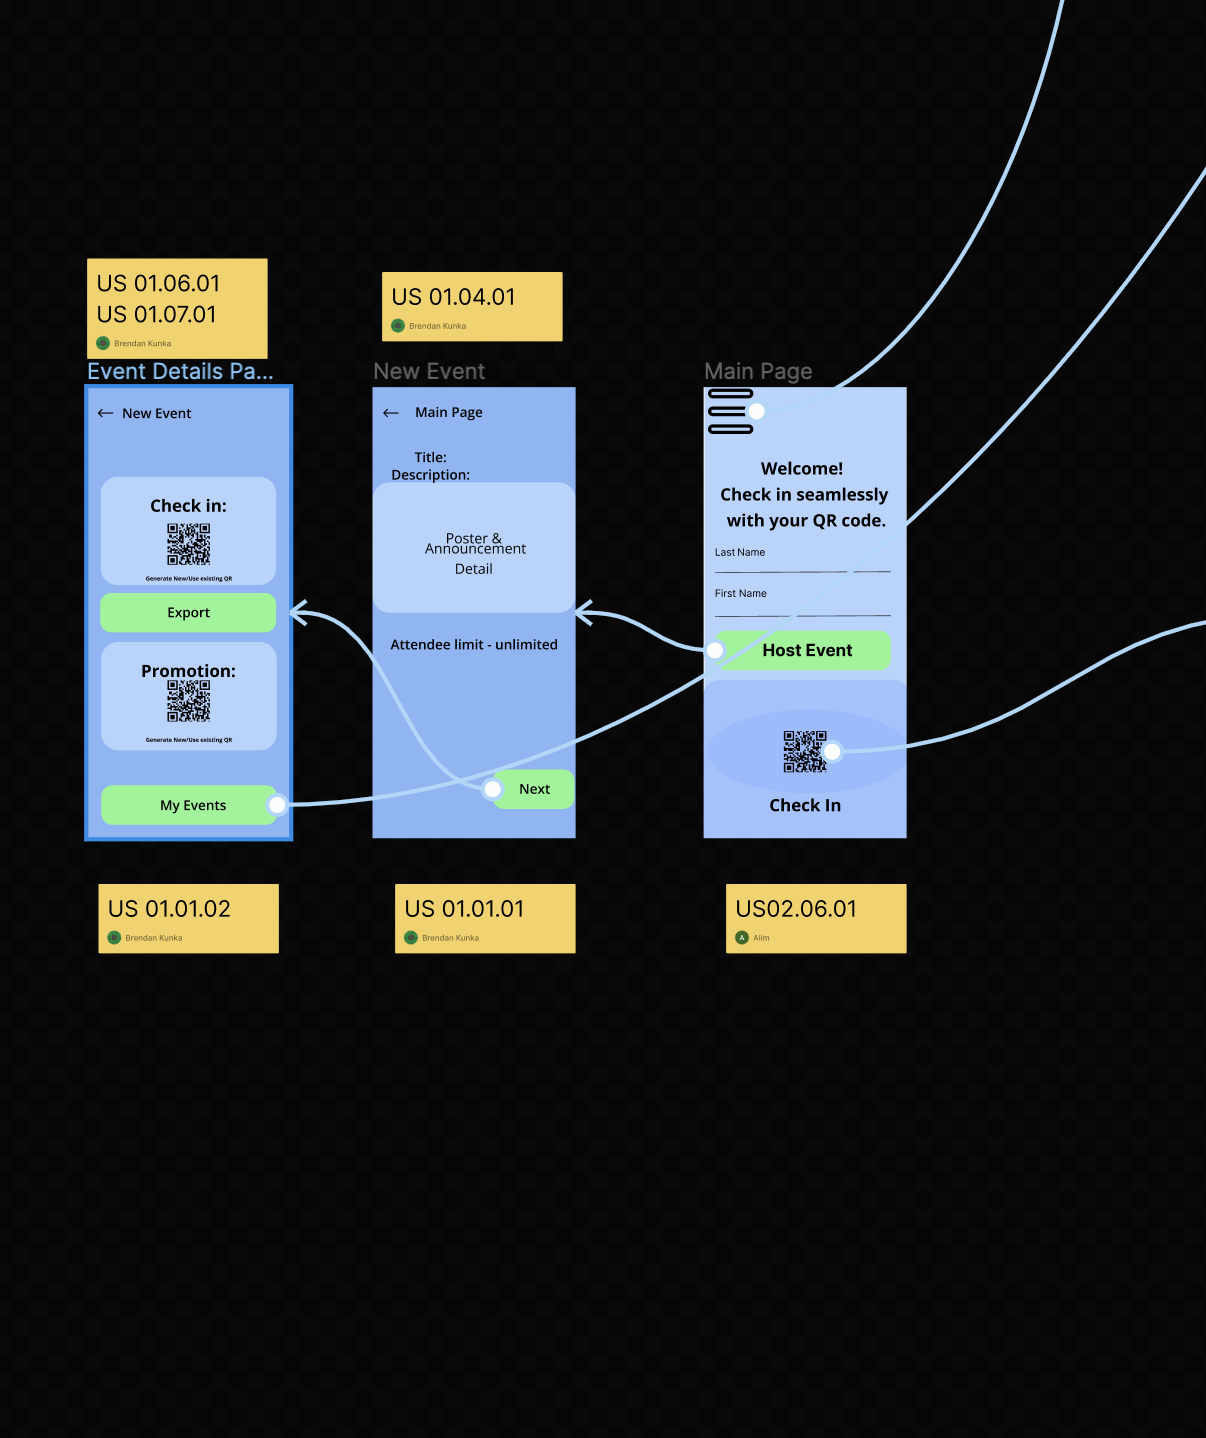 US 01.06.01
US 01.07.01
Brendan Kunka
Event Details Pa...
New Event
Check in:
Generate New/Use existing QR
Export
Promotion:
Generate New/Use existing QR
My Events
US 01.01.02
Brendan Kunka
US 01.04.01
Brendan Kunka
New Event
Main Page
Title:
Description:
Poster &
Announcement
Detail
Attendee limit - unlimited
Next
US 01.01.01
Brendan Kunka
Main Page
Welcome!
Check in seamlessly
with your QR code.
Last Name
First Name
Host Event
Check In
US02.06.01
A Alim